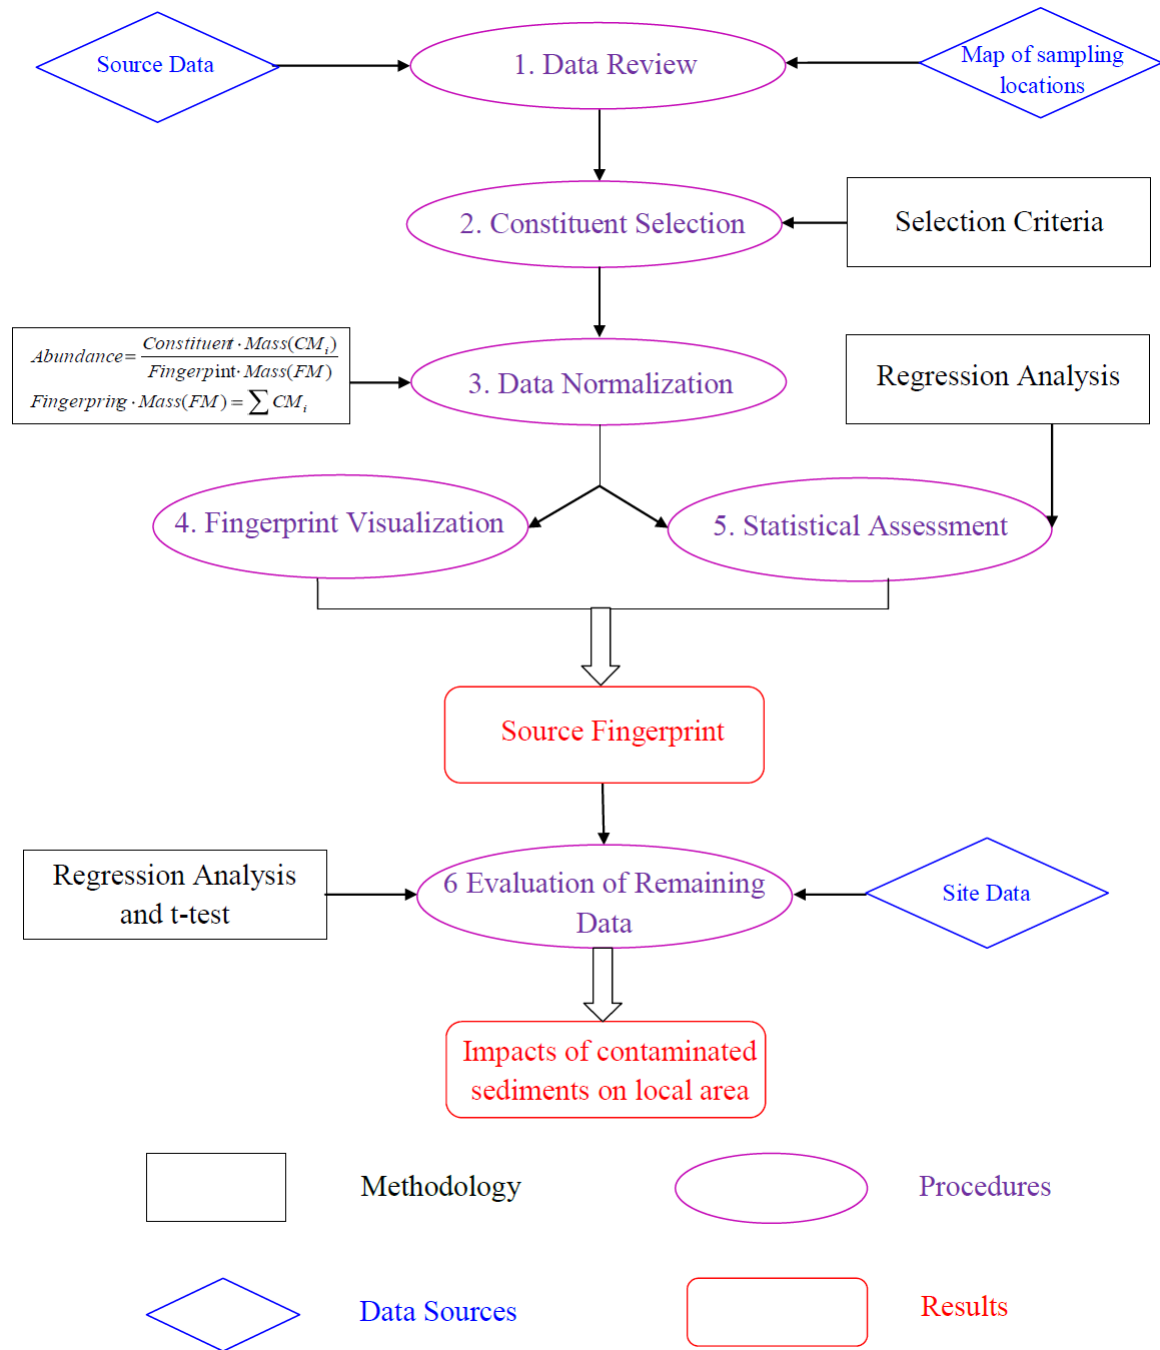 Source Data
1. Data Review
Map of sampling
locations
2. Constituent Selection
Selection Criteria
Abundance = Constituent · Mass(CM_i) / Fingerpint · Mass(FM)
Fingerpring · Mass(FM) = ∑ CM_i
3. Data Normalization
Regression Analysis
4. Fingerprint Visualization
5. Statistical Assessment
Source Fingerprint
Regression Analysis
and t-test
6 Evaluation of Remaining
Data
Site Data
Impacts of contaminated
sediments on local area
Methodology
Procedures
Data Sources
Results